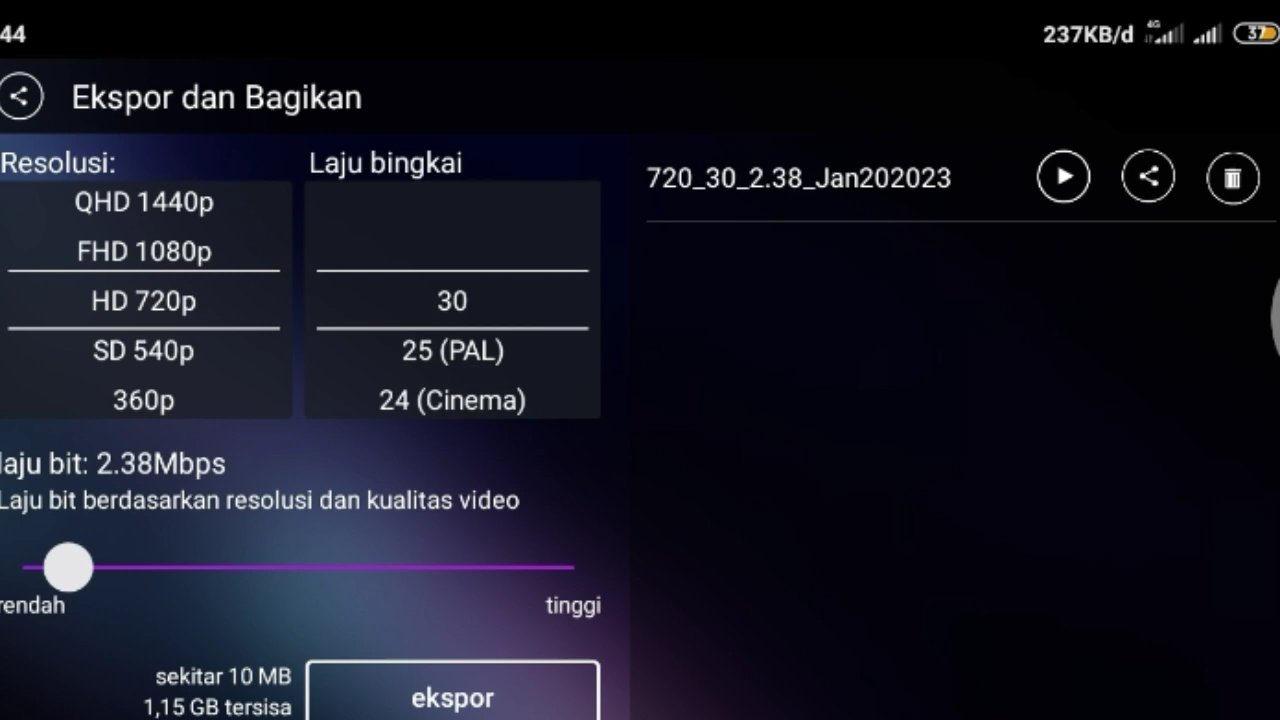 44
237KB/d 4G 37
Ekspor dan Bagikan
Resolusi:
Laju bingkai
QHD 1440p
FHD 1080p
HD 720p
SD 540p
360p
30
25 (PAL)
24 (Cinema)
laju bit: 2.38Mbps
Laju bit berdasarkan resolusi dan kualitas video
rendah
tinggi
sekitar 10 MB
1,15 GB tersisa
ekspor
720_30_2.38_Jan202023